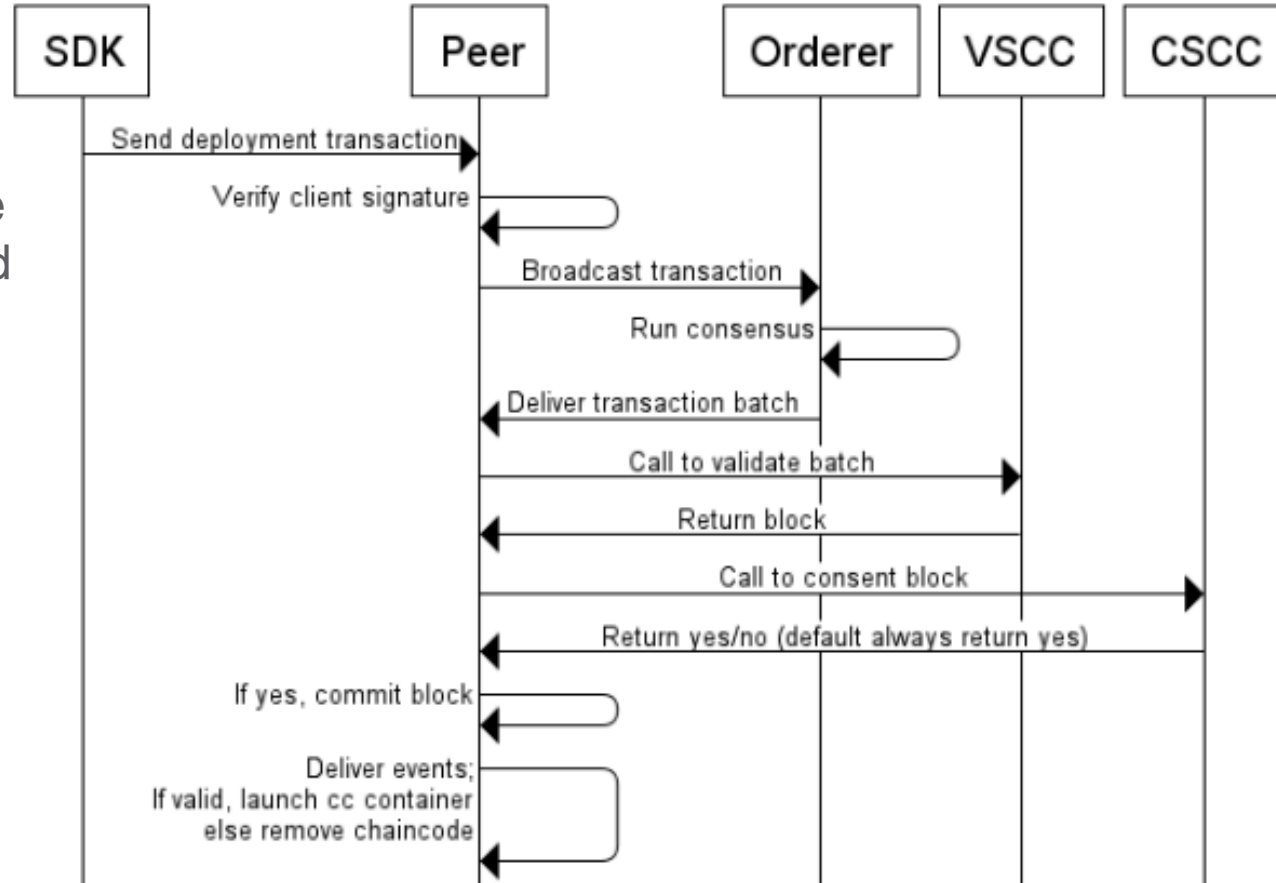 SDK
Peer
Orderer
VSCC
CSCC
Send deployment transaction
Verify client signature
e
d
Broadcast transaction
Run consensus
Deliver transaction batch
Call to validate batch
Return block
Call to consent block
Return yes/no (default always return yes)
If yes, commit block
Deliver events;
If valid, launch cc container
else remove chaincode